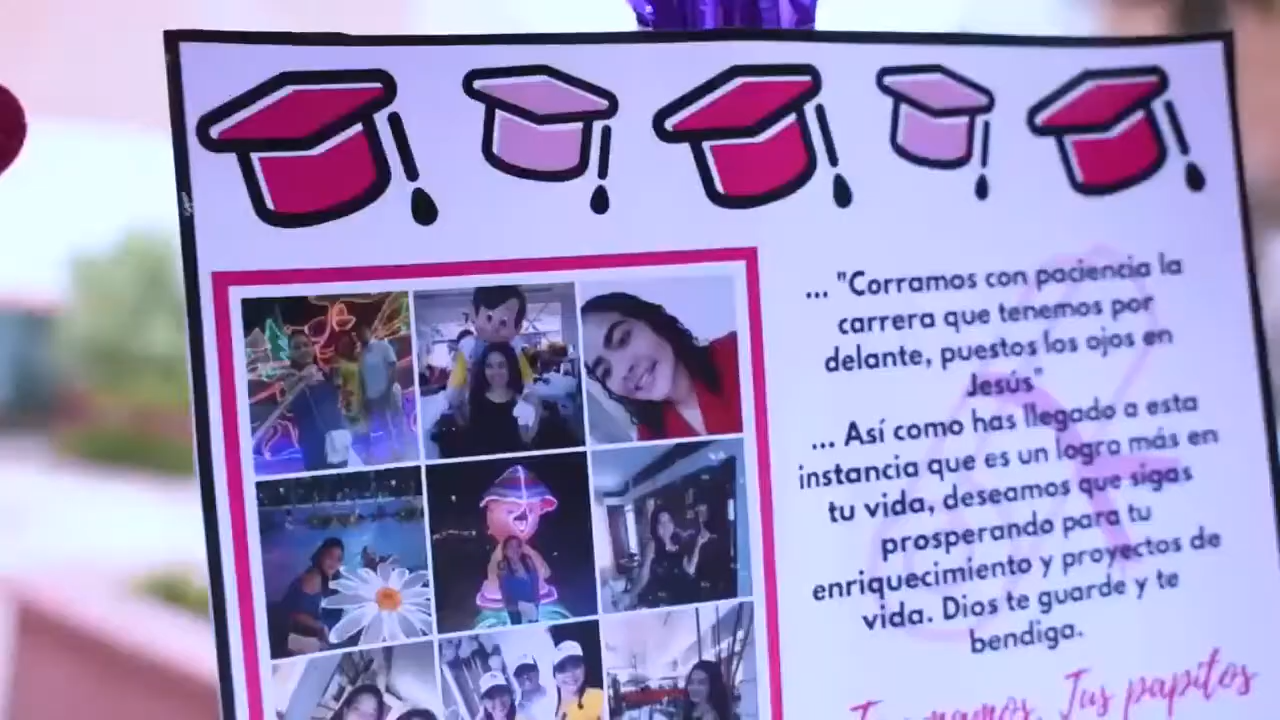 ... "Corramos con paciencia la
carrera que tenemos por
delante, puestos los ojos en
Jesús"
... Así como has llegado a esta
instancia que es un logro más en
tu vida, deseamos que sigas
prosperando para tu
enriquecimiento y proyectos de
vida. Dios te guarde y te
bendiga.
Tus papitos